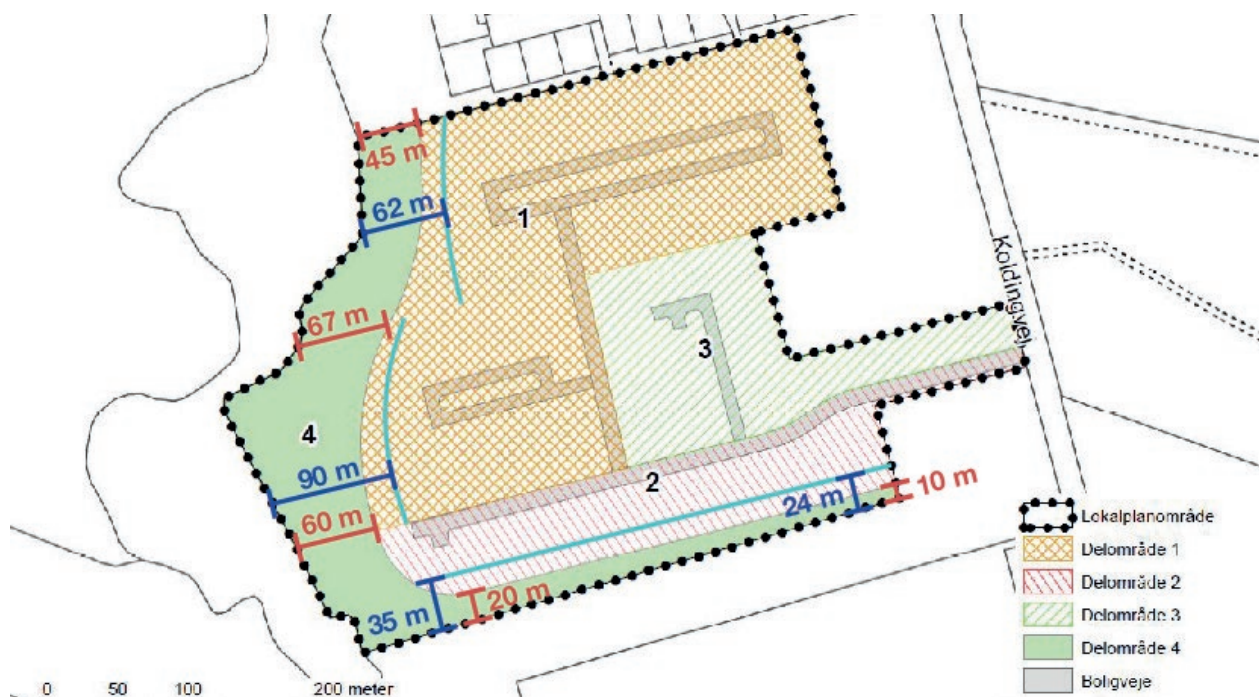 45 m
62 m
1
Koldingvej
67 m
3
4
90 m
2
24 m
10 m
60 m
35 m
20 m
Lokalplanområde
Delområde 1
Delområde 2
Delområde 3
Delområde 4
Boligveje
0 50 100 200 meter